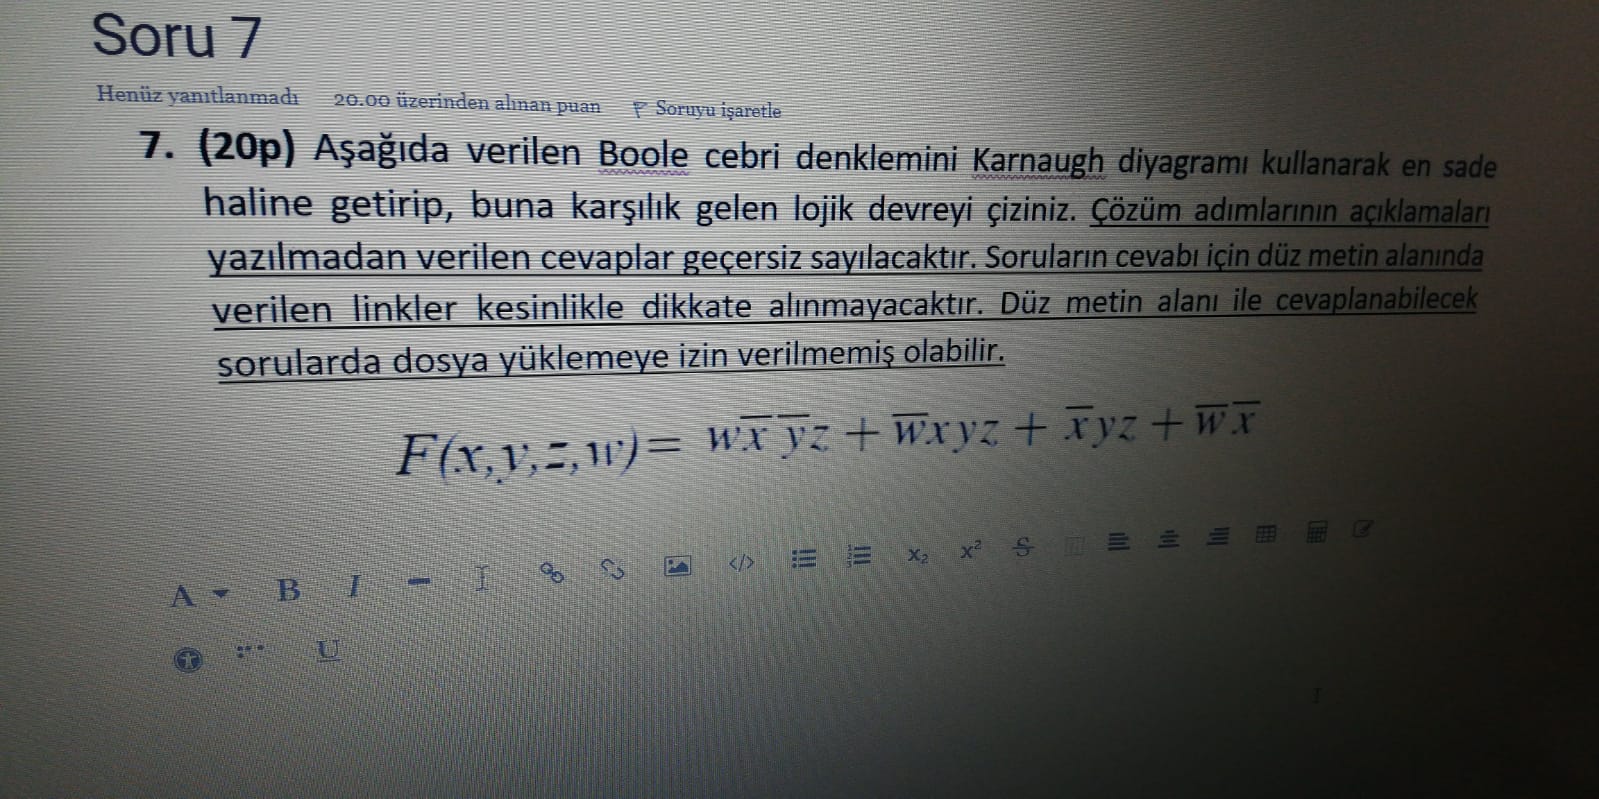 Soru 7
Henüz yanıtlanmadı 20.00 üzerinden alınan puan Soruyu işaretle
7. (20p) Aşağıda verilen Boole cebri denklemini Karnaugh diyagramı kullanarak en sade
haline getirip, buna karşılık gelen lojik devreyi çiziniz. Çözüm adımlarının açıklamaları
yazılmadan verilen cevaplar geçersiz sayılacaktır. Soruların cevabı için düz metin alanında
verilen linkler kesinlikle dikkate alınmayacaktır. Düz metin alanı ile cevaplanabilecek
sorularda dosya yüklemeye izin verilmemiş olabilir.
F(x,y,z,w)= wx̅ y̅z + w̅xyz + x̅yz + w̅x̅
A B I </> x₂ x² S
U